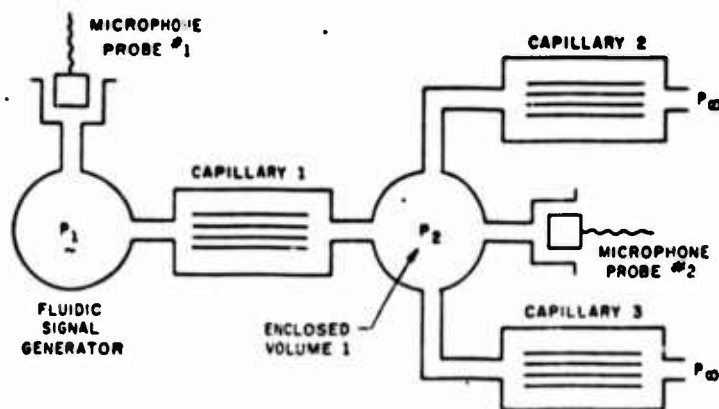 MICROPHONE
PROBE #1
CAPILLARY 2
P∞
CAPILLARY 1
P1
P2
MICROPHONE
PROBE #2
FLUIDIC
SIGNAL
GENERATOR
ENCLOSED
VOLUME 1
CAPILLARY 3
P∞